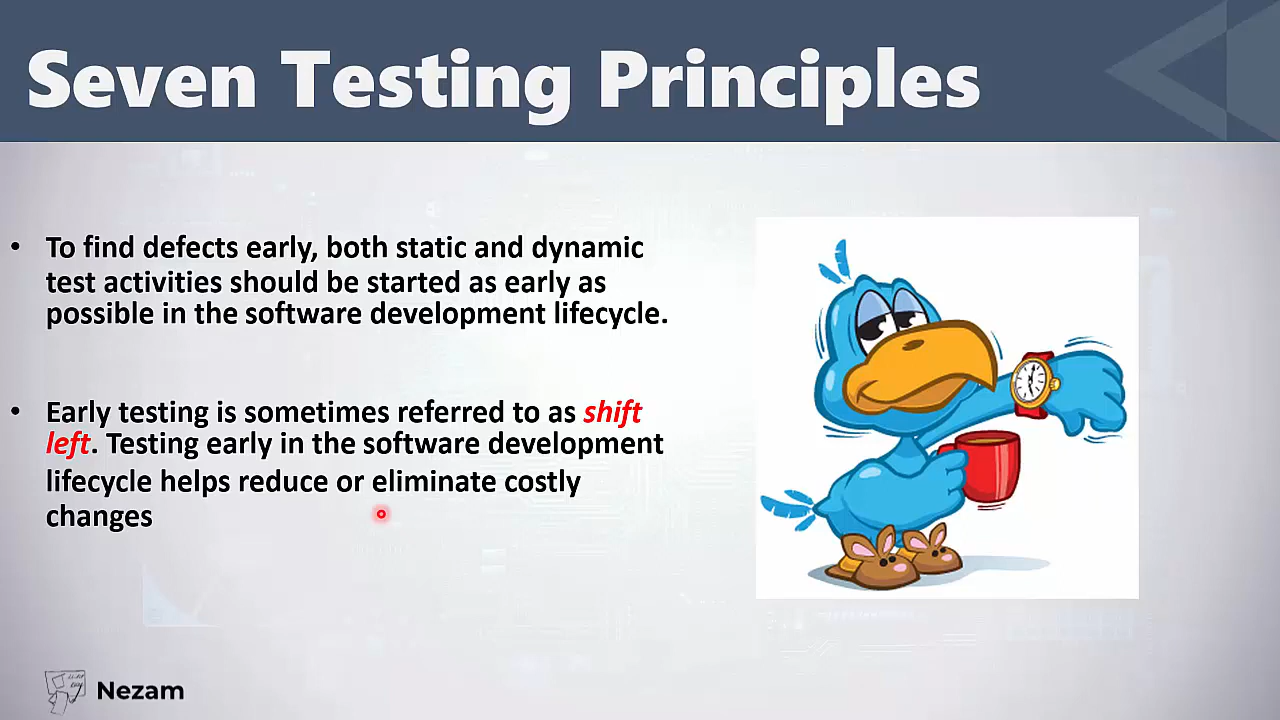 Seven Testing Principles
• To find defects early, both static and dynamic
test activities should be started as early as
possible in the software development lifecycle.
• Early testing is sometimes referred to as shift
left. Testing early in the software development
lifecycle helps reduce or eliminate costly
changes
Nezam